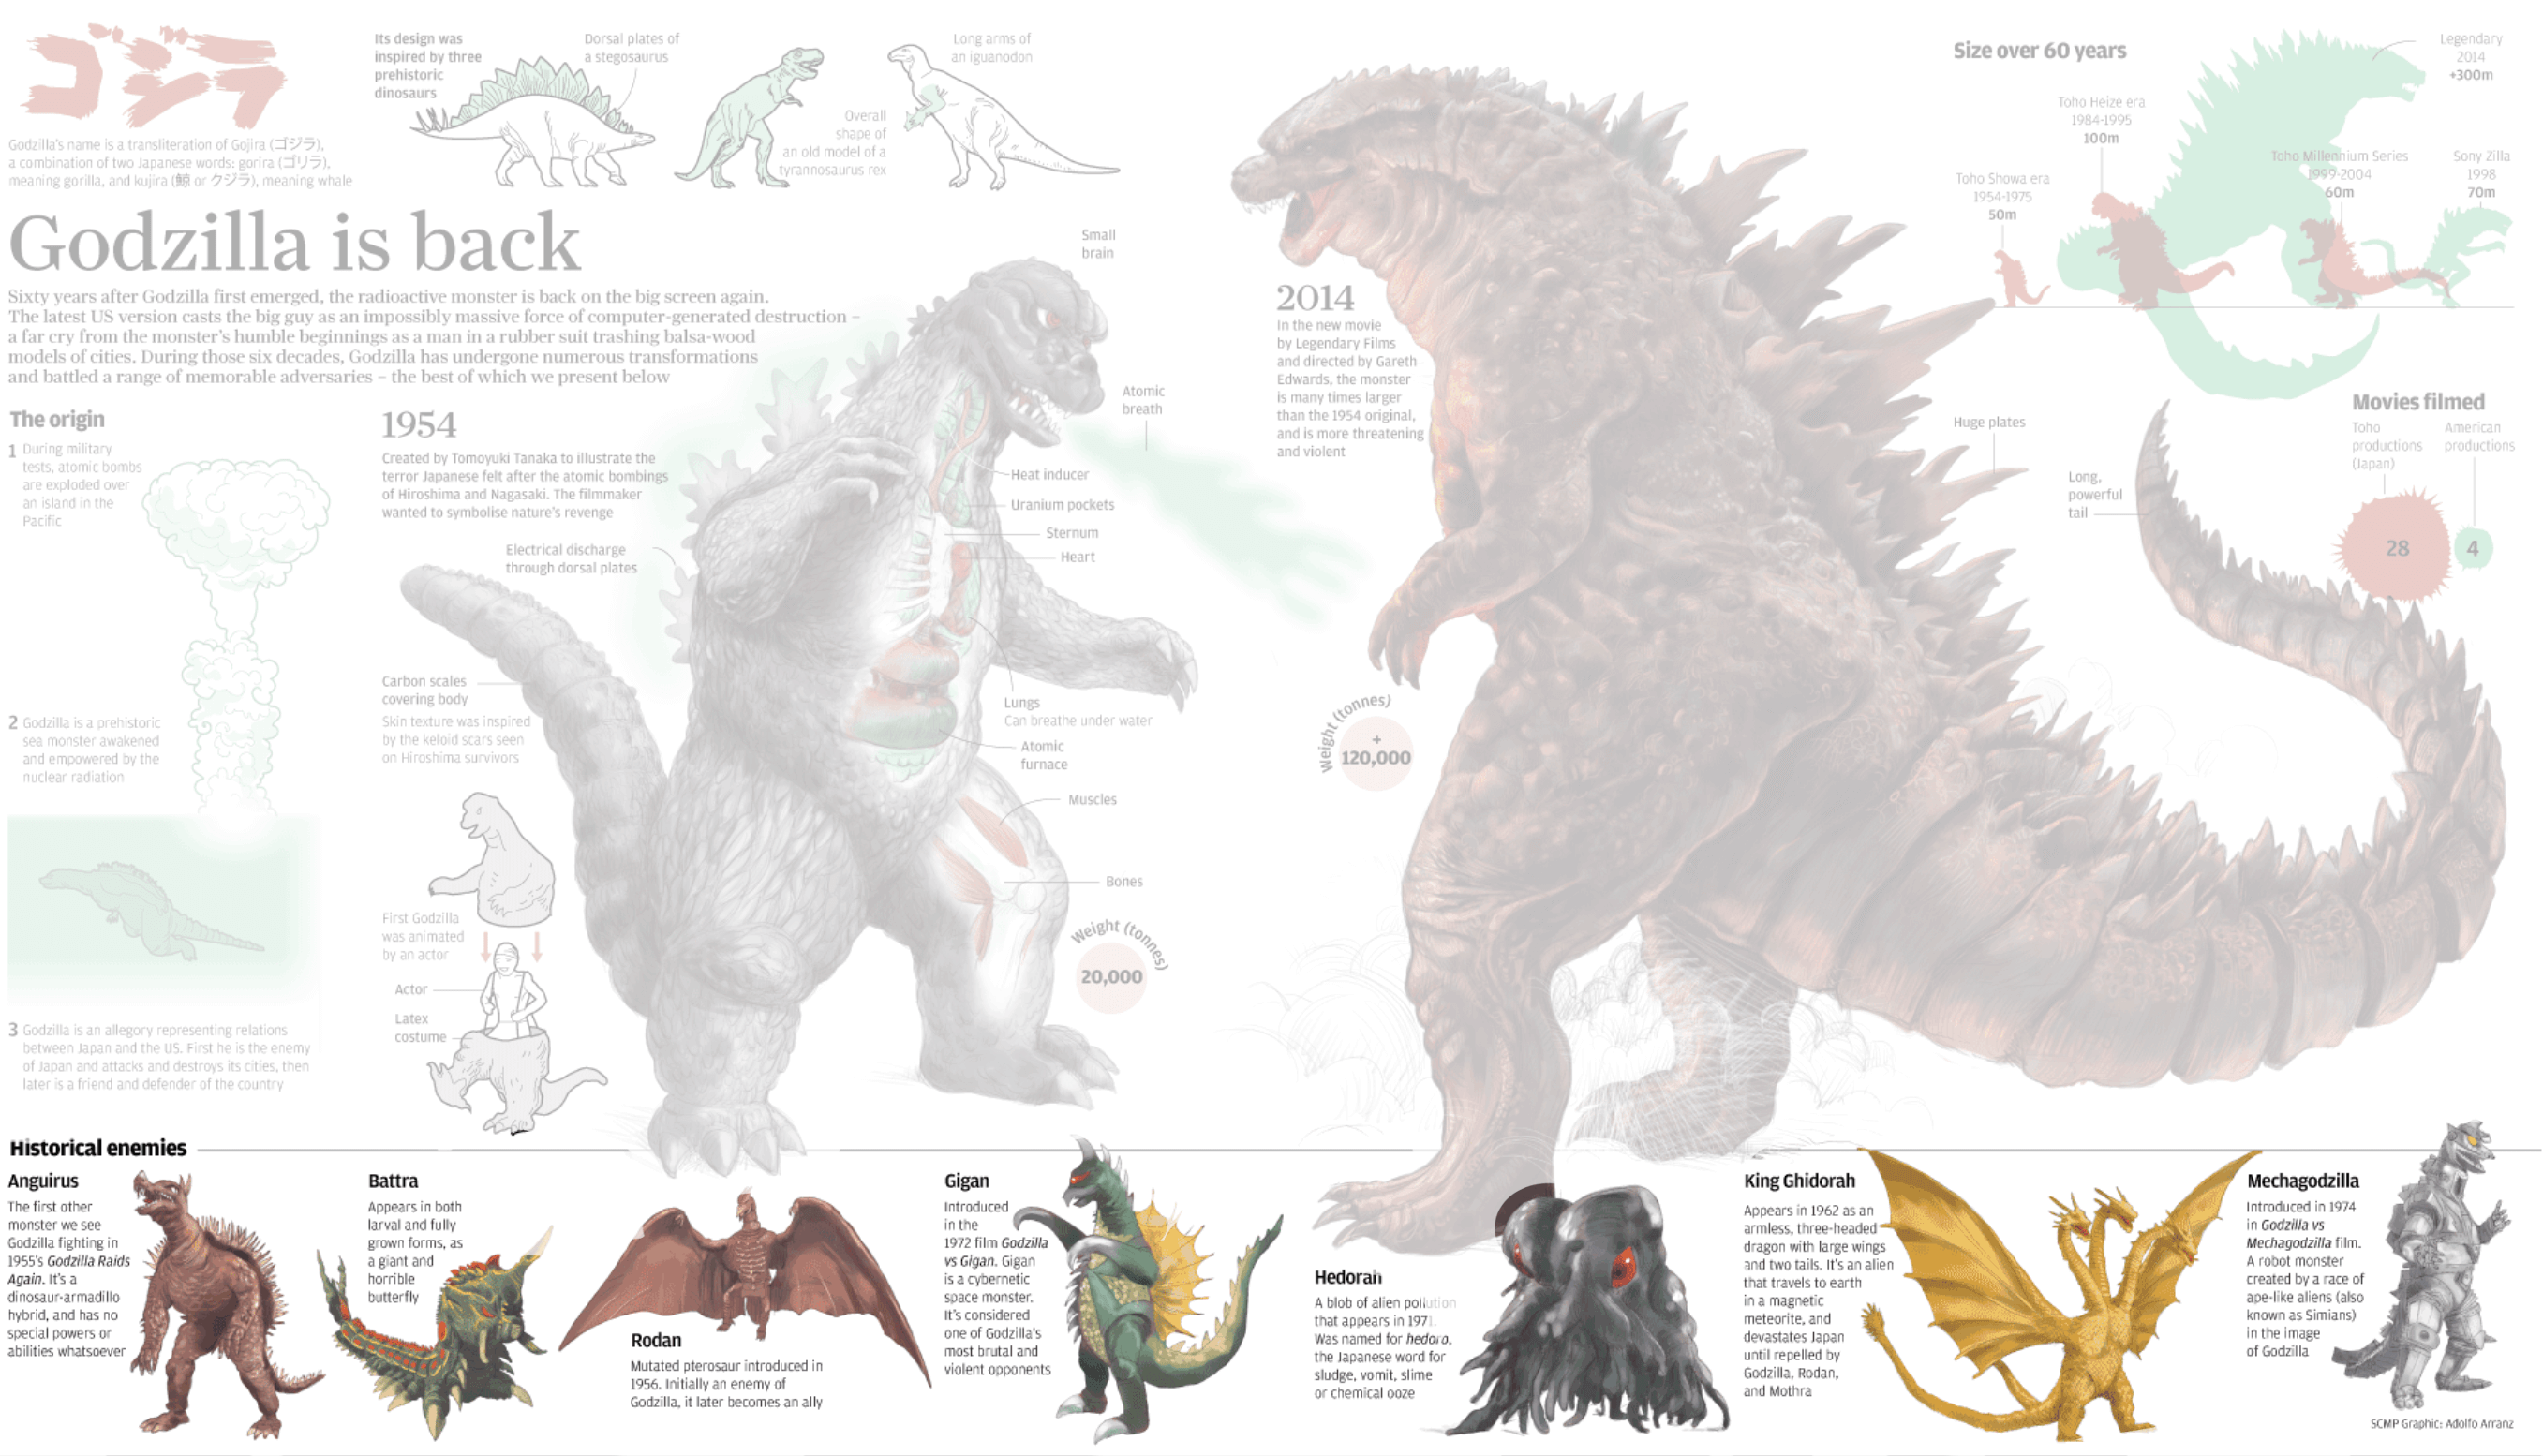 ゴジラ
Godzilla's name is a transliteration of Gojira (ゴジラ),
a combination of two Japanese words: gorira (ゴリラ),
meaning gorilla, and kujira (鯨 or クジラ), meaning whale
Its design was
inspired by three
prehistoric
dinosaurs
Dorsal plates of
a stegosaurus
Overall
shape of
an old model of a
tyrannosaurus rex
Long arms of
an iguanodon
Godzilla is back
Sixty years after Godzilla first emerged, the radioactive monster is back on the big screen again.
The latest US version casts the big guy as an impossibly massive force of computer-generated destruction –
a far cry from the monster's humble beginnings as a man in a rubber suit trashing balsa-wood
models of cities. During those six decades, Godzilla has undergone numerous transformations
and battled a range of memorable adversaries – the best of which we present below
The origin
1 During military
tests, atomic bombs
are exploded over
an island in the
Pacific
2 Godzilla is a prehistoric
sea monster awakened
and empowered by the
nuclear radiation
3 Godzilla is an allegory representing relations
between Japan and the US. First he is the enemy
of Japan and attacks and destroys its cities, then
later is a friend and defender of the country
1954
Created by Tomoyuki Tanaka to illustrate the
terror Japanese felt after the atomic bombings
of Hiroshima and Nagasaki. The filmmaker
wanted to symbolise nature's revenge
Electrical discharge
through dorsal plates
Carbon scales
covering body
Skin texture was inspired
by the keloid scars seen
on Hiroshima survivors
First Godzilla
was animated
by an actor
Actor
Latex
costume
Small
brain
Atomic
breath
Heat inducer
Uranium pockets
Sternum
Heart
Lungs
Can breathe under water
Atomic
furnace
Muscles
Bones
Weight (tonnes)
20,000
2014
In the new movie
by Legendary Films
and directed by Gareth
Edwards, the monster
is many times larger
than the 1954 original,
and is more threatening
and violent
Weight (tonnes)
+
120,000
Huge plates
Long,
powerful
tail
Size over 60 years
Toho Showa era
1954-1975
50m
Toho Heize era
1984-1995
100m
Toho Millennium Series
1999-2004
60m
Sony Zilla
1998
70m
Legendary
2014
+300m
Movies filmed
Toho
productions
(Japan)
American
productions
28
4
Historical enemies
Anguirus
The first other
monster we see
Godzilla fighting in
1955's Godzilla Raids
Again. It's a
dinosaur-armadillo
hybrid, and has no
special powers or
abilities whatsoever
Battra
Appears in both
larval and fully
grown forms, as
a giant and
horrible
butterfly
Rodan
Mutated pterosaur introduced in
1956. Initially an enemy of
Godzilla, it later becomes an ally
Gigan
Introduced
in the
1972 film Godzilla
vs Gigan. Gigan
is a cybernetic
space monster.
It's considered
one of Godzilla's
most brutal and
violent opponents
Hedorah
A blob of alien pollution
that appears in 1971.
Was named for hedoro,
the Japanese word for
sludge, vomit, slime
or chemical ooze
King Ghidorah
Appears in 1962 as an
armless, three-headed
dragon with large wings
and two tails. It's an alien
that travels to earth
in a magnetic
meteorite, and
devastates Japan
until repelled by
Godzilla, Rodan,
and Mothra
Mechagodzilla
Introduced in 1974
in Godzilla vs
Mechagodzilla film.
A robot monster
created by a race of
ape-like aliens (also
known as Simians)
in the image
of Godzilla
SCMP Graphic: Adolfo Arranz